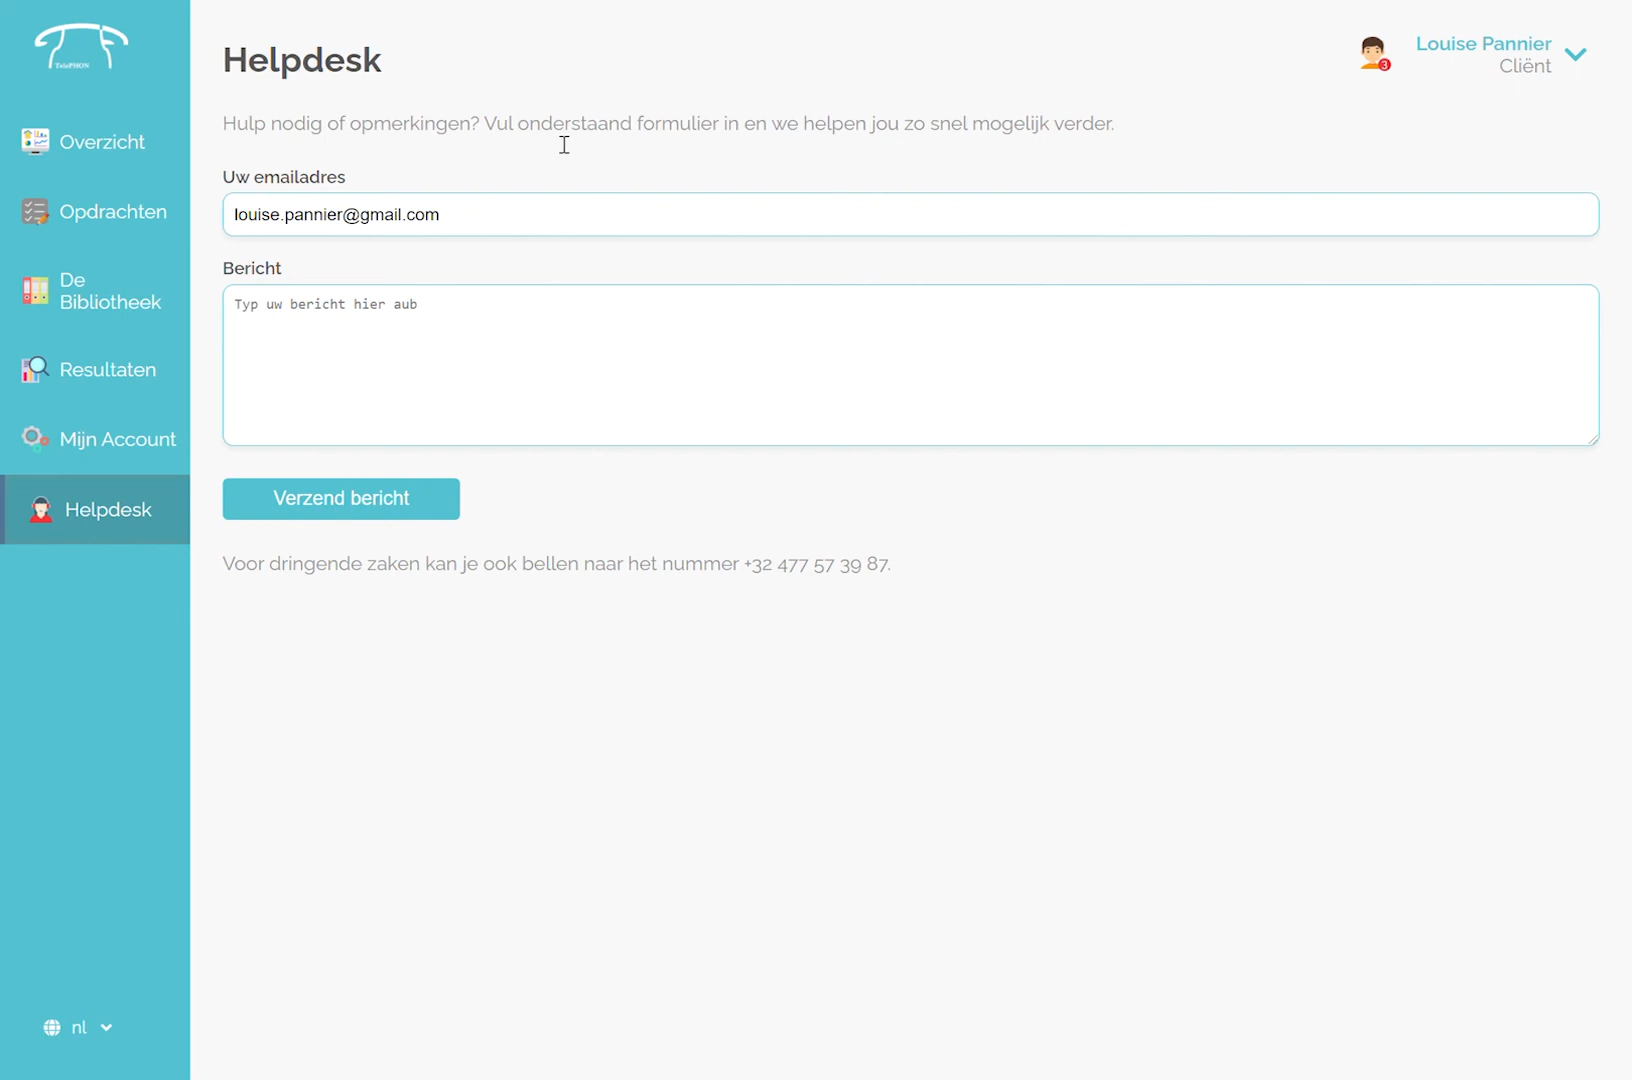 TelePHON
Overzicht
Opdrachten
De
Bibliotheek
Resultaten
Mijn Account
Helpdesk
nl
Helpdesk
Louise Pannier
Cliënt
3
Hulp nodig of opmerkingen? Vul onderstaand formulier in en we helpen jou zo snel mogelijk verder.
Uw emailadres
louise.pannier@gmail.com
Bericht
Typ uw bericht hier aub
Verzend bericht
Voor dringende zaken kan je ook bellen naar het nummer +32 477 57 39 87.